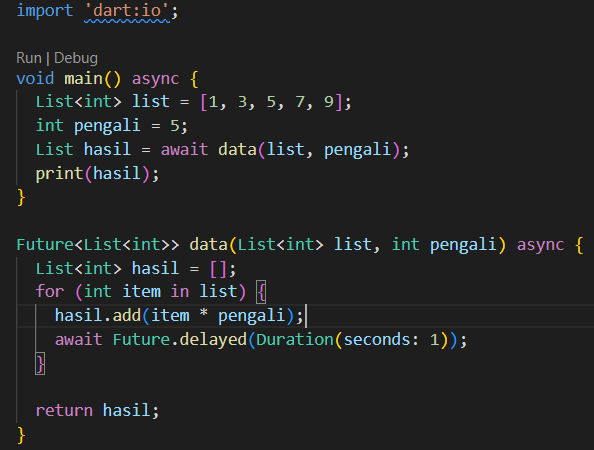 import 'dart:io';
Run | Debug
void main() async {
  List<int> list = [1, 3, 5, 7, 9];
  int pengali = 5;
  List hasil = await data(list, pengali);
  print(hasil);
}
Future<List<int>> data(List<int> list, int pengali) async {
  List<int> hasil = [];
  for (int item in list) {
    hasil.add(item * pengali);
    await Future.delayed(Duration(seconds: 1));
  }
  return hasil;
}